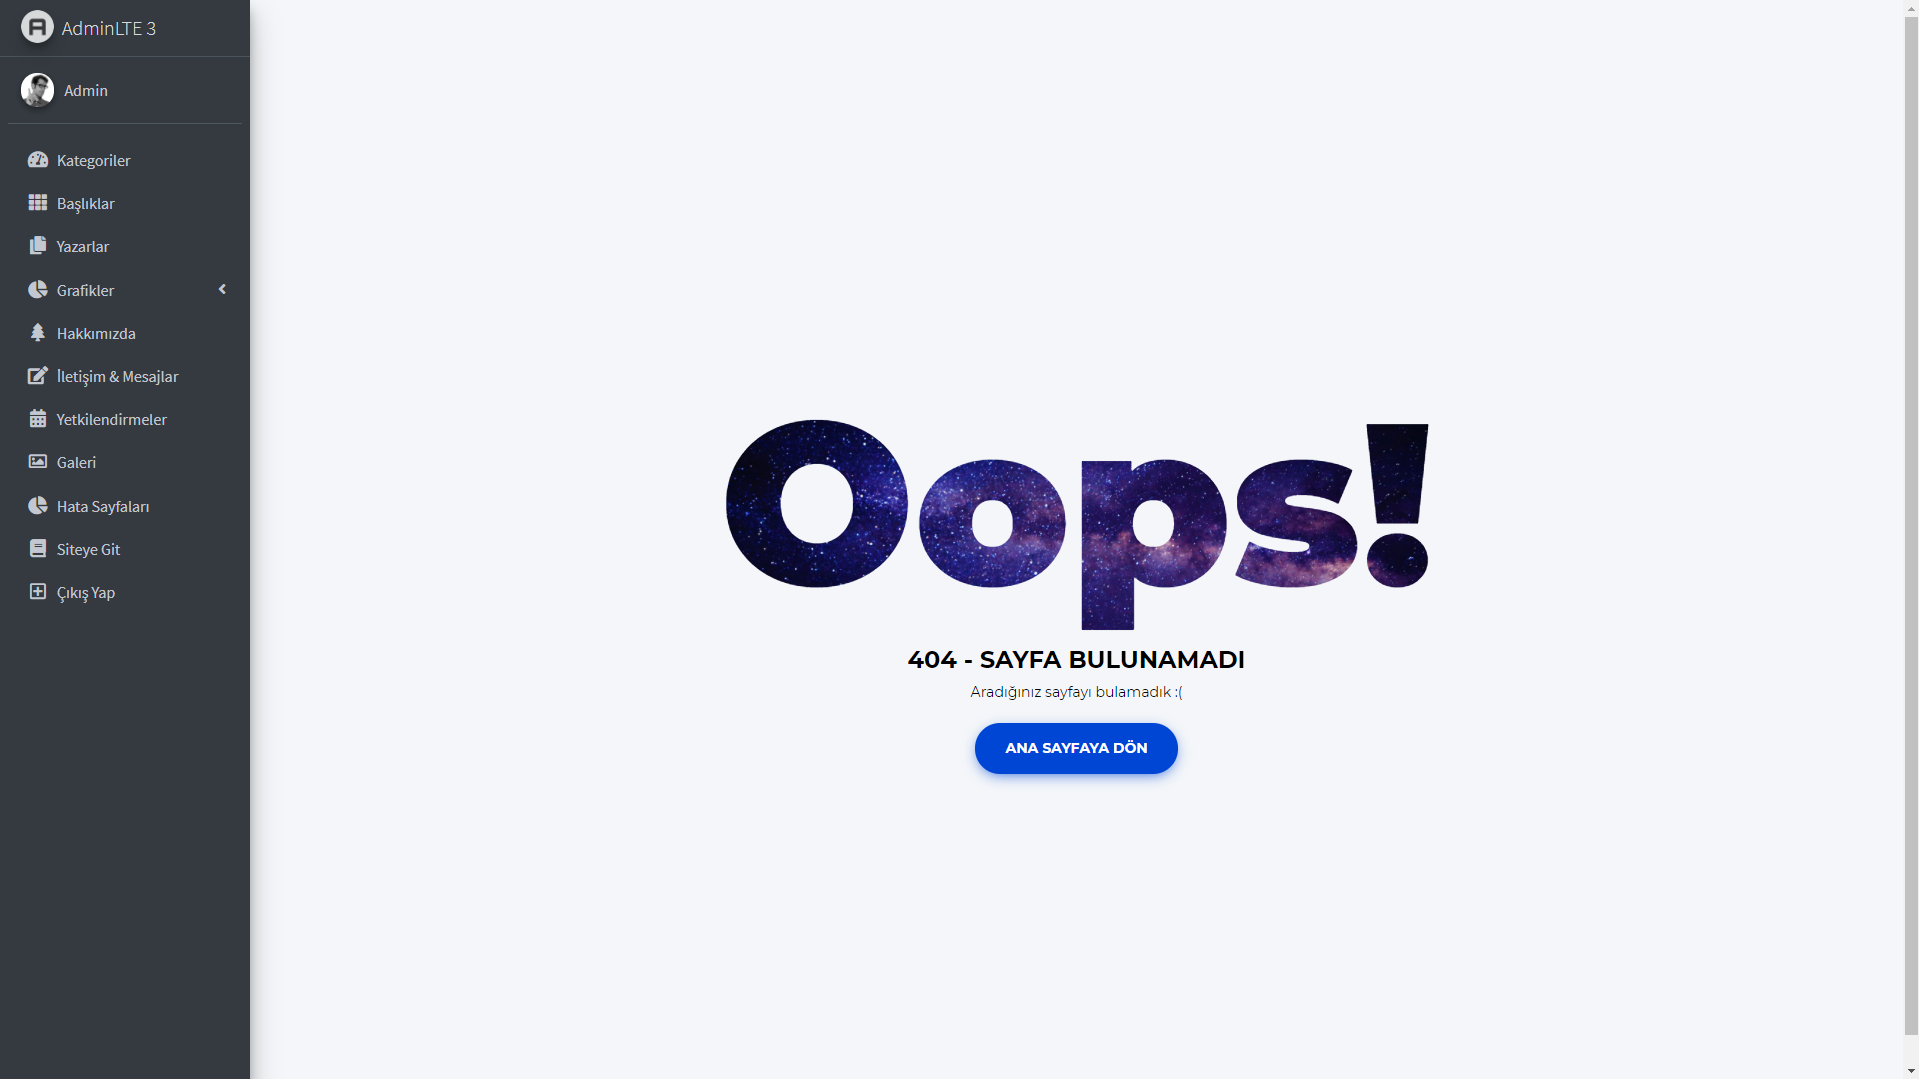 AdminLTE 3
Admin
Kategoriler
Başlıklar
Yazarlar
Grafikler
Hakkımızda
İletişim & Mesajlar
Yetkilendirmeler
Galeri
Hata Sayfaları
Siteye Git
Çıkış Yap
Oops!
404 - SAYFA BULUNAMADI
Aradığınız sayfayı bulamadık :(
ANA SAYFAYA DÖN